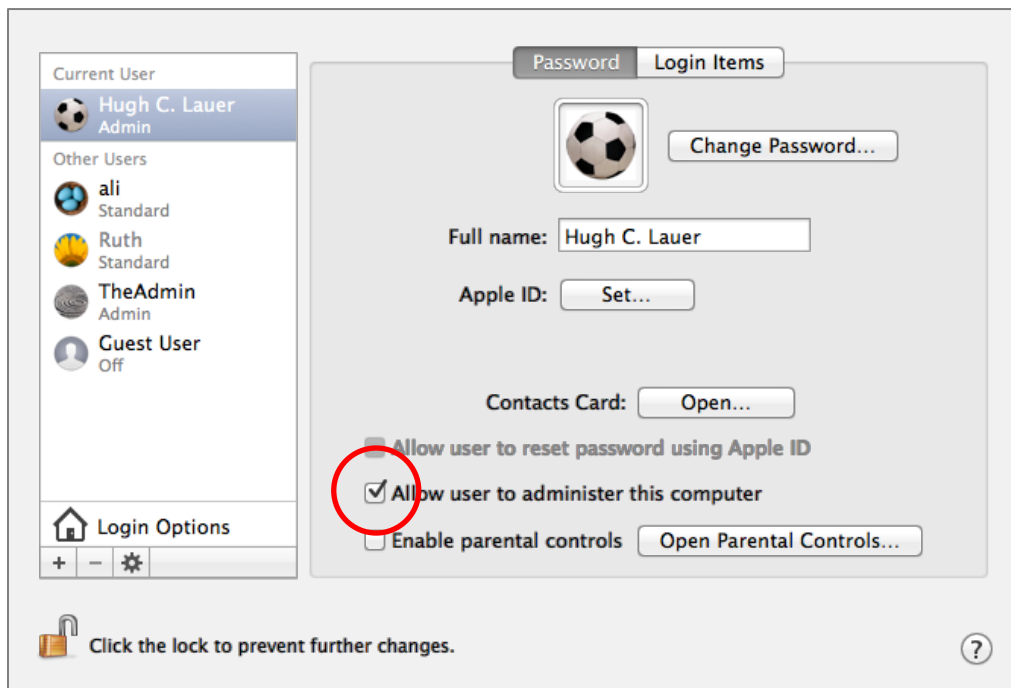 Current User
Hugh C. Lauer
Admin
Other Users
ali
Standard
Ruth
Standard
TheAdmin
Admin
Guest User
Off
Login Options
+ −
Password Login Items
Change Password...
Full name: Hugh C. Lauer
Apple ID: Set...
Contacts Card: Open...
Allow user to reset password using Apple ID
Allow user to administer this computer
Enable parental controls Open Parental Controls...
Click the lock to prevent further changes.
?